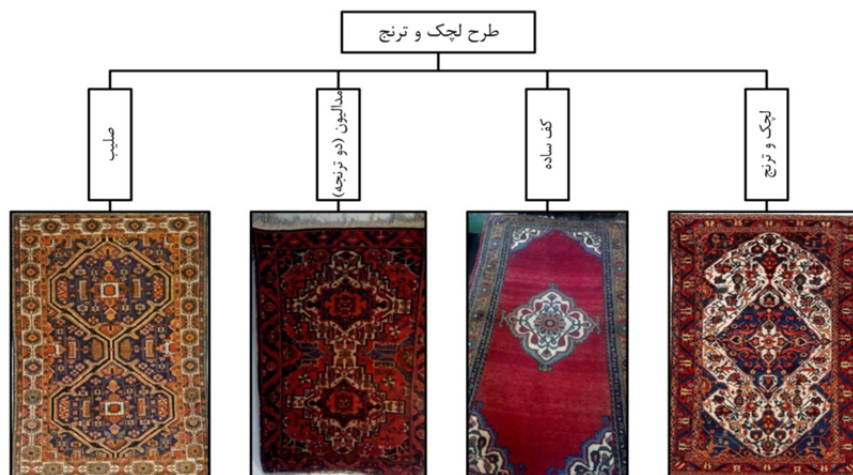 طرح لچک و ترنج
لچک و ترنج
کف ساده
مدالیون (دو ترنجه)
صلیب